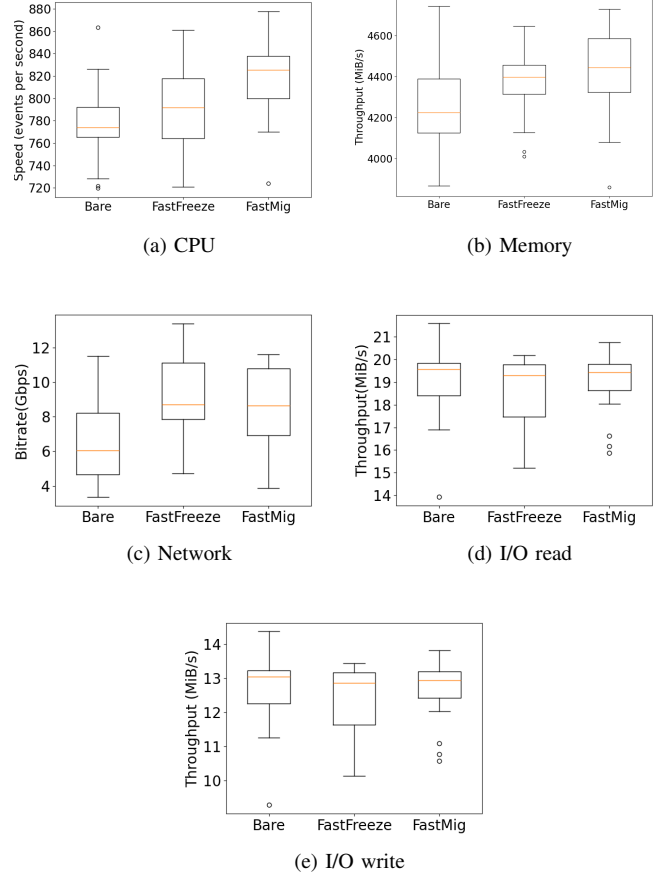 880
860
840
820
800
780
760
740
720
Speed (events per second)
Bare FastFreeze FastMig
(a) CPU
4600
4400
4200
4000
Throughput (MiB/s)
Bare FastFreeze FastMig
(b) Memory
12
10
8
6
4
Bitrate(Gbps)
Bare FastFreeze FastMig
(c) Network
21
20
19
18
17
16
15
14
Throughput(MiB/s)
Bare FastFreeze FastMig
(d) I/O read
14
13
12
11
10
Throughput (MiB/s)
Bare FastFreeze FastMig
(e) I/O write